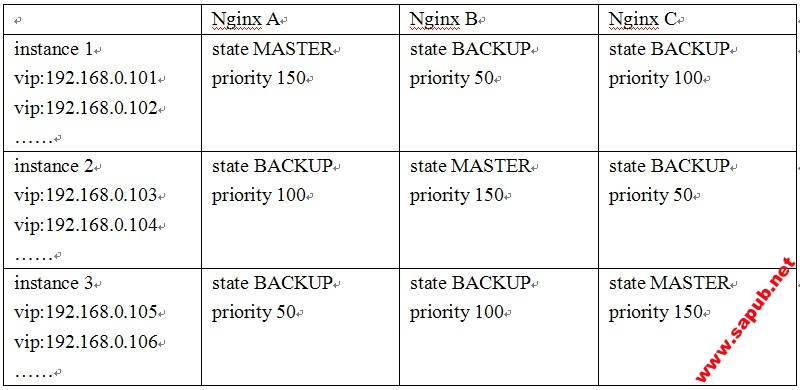 Nginx A Nginx B Nginx C
instance 1 state MASTER state BACKUP state BACKUP
vip:192.168.0.101 priority 150 priority 50 priority 100
vip:192.168.0.102
……
instance 2 state BACKUP state MASTER state BACKUP
vip:192.168.0.103 priority 100 priority 150 priority 50
vip:192.168.0.104
……
instance 3 state BACKUP state BACKUP state MASTER
vip:192.168.0.105 priority 50 priority 100 priority 150
vip:192.168.0.106
……
www.sapub.net